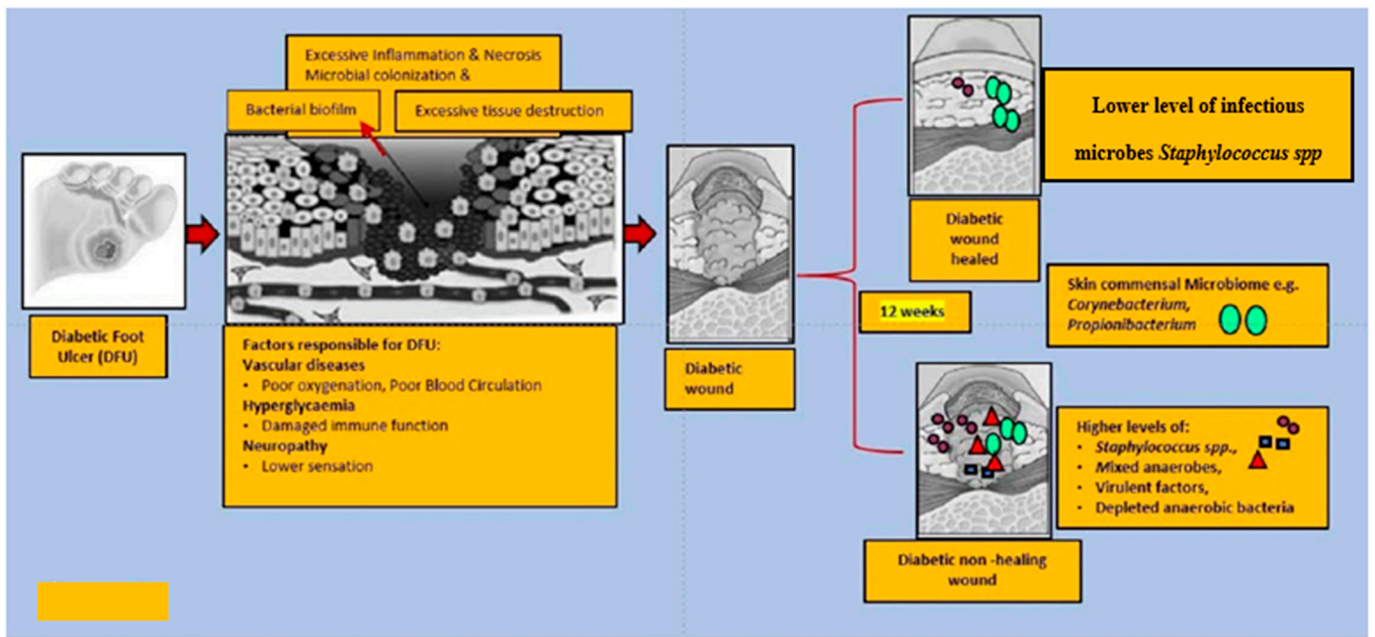 Excessive Inflammation & Necrosis
Microbial colonization &
Bacterial biofilm
Excessive tissue destruction
Diabetic Foot
Ulcer (DFU)
Factors responsible for DFU:
Vascular diseases
• Poor oxygenation, Poor Blood Circulation
Hyperglycaemia
• Damaged immune function
Neuropathy
• Lower sensation
Diabetic
wound
12 weeks
Diabetic
wound
healed
Lower level of infectious
microbes Staphylococcus spp
Skin commensal Microbiome e.g.
Corynebacterium,
Propionibacterium
Diabetic non -healing
wound
Higher levels of:
• Staphylococcus spp.,
• Mixed anaerobes,
• Virulent factors,
• Depleted anaerobic bacteria